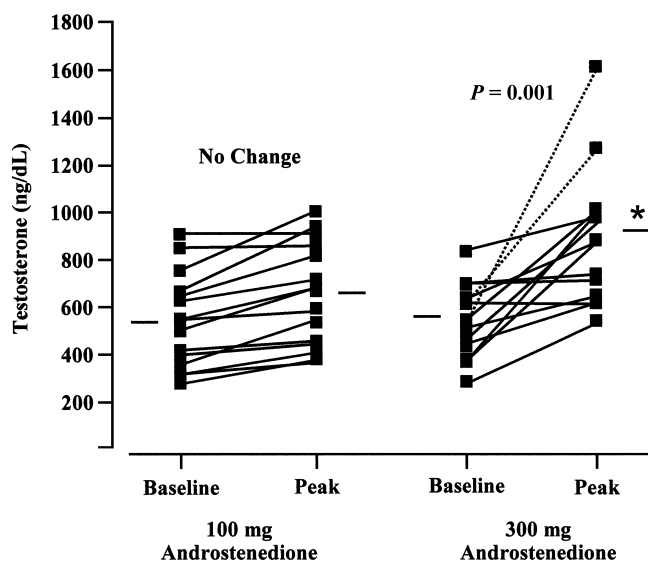 1800
1600
1400
1200
1000
800
600
400
200
Testosterone (ng/dL)
No Change
P = 0.001
*
Baseline
Peak
Baseline
Peak
100 mg
Androstenedione
300 mg
Androstenedione